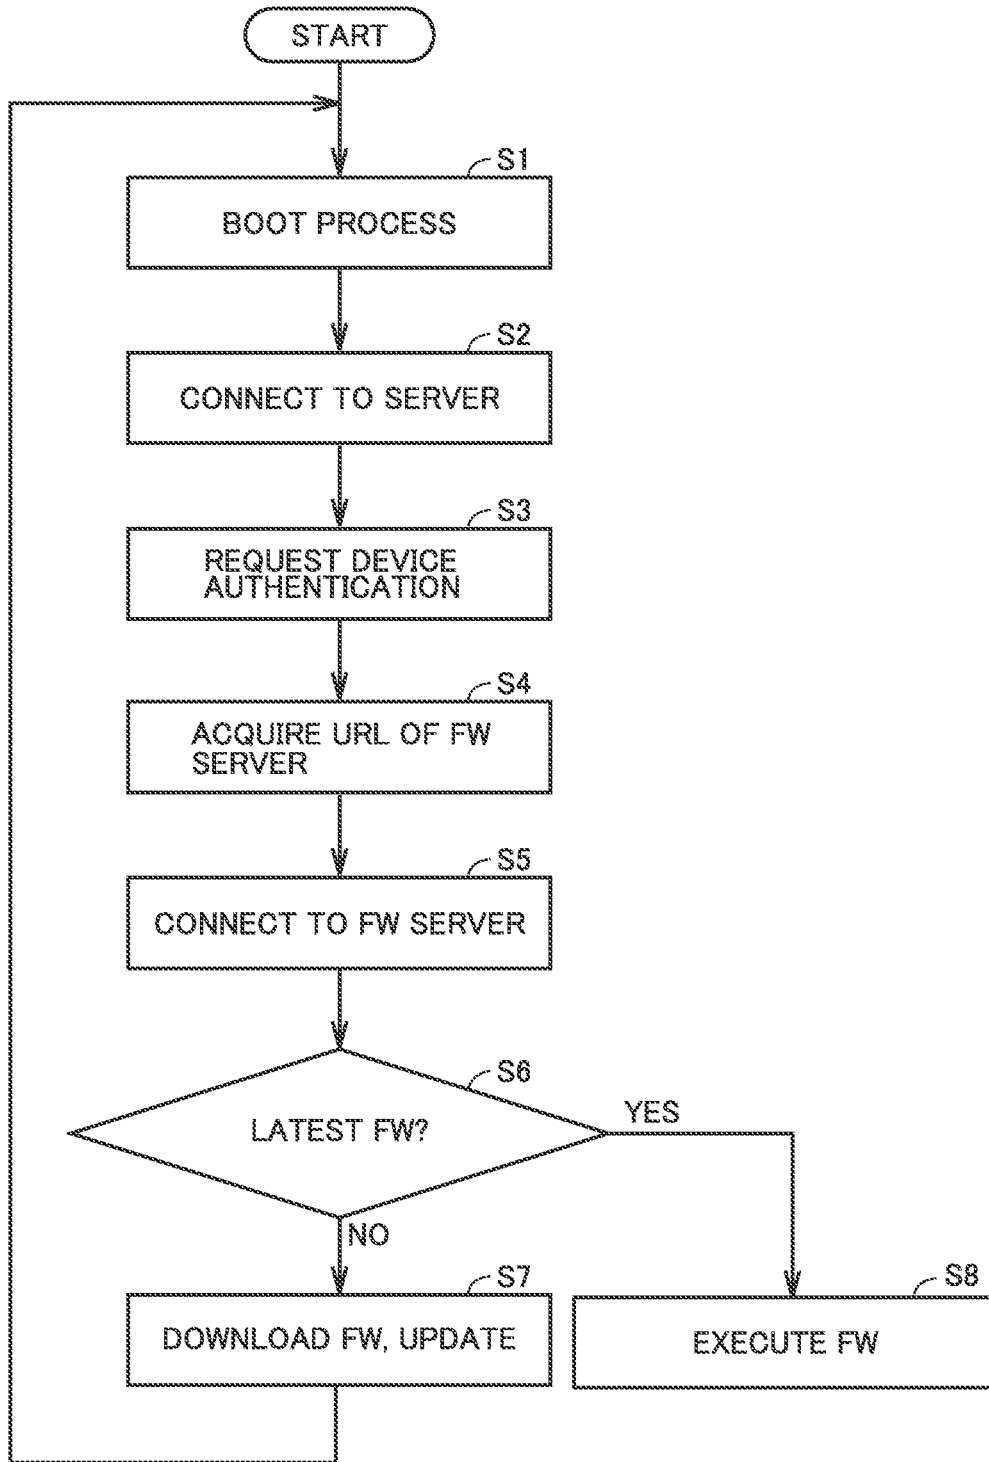 START
S1
BOOT PROCESS
S2
CONNECT TO SERVER
S3
REQUEST DEVICE
AUTHENTICATION
S4
ACQUIRE URL OF FW
SERVER
S5
CONNECT TO FW SERVER
S6
LATEST FW?
YES
NO
S7
DOWNLOAD FW, UPDATE
S8
EXECUTE FW